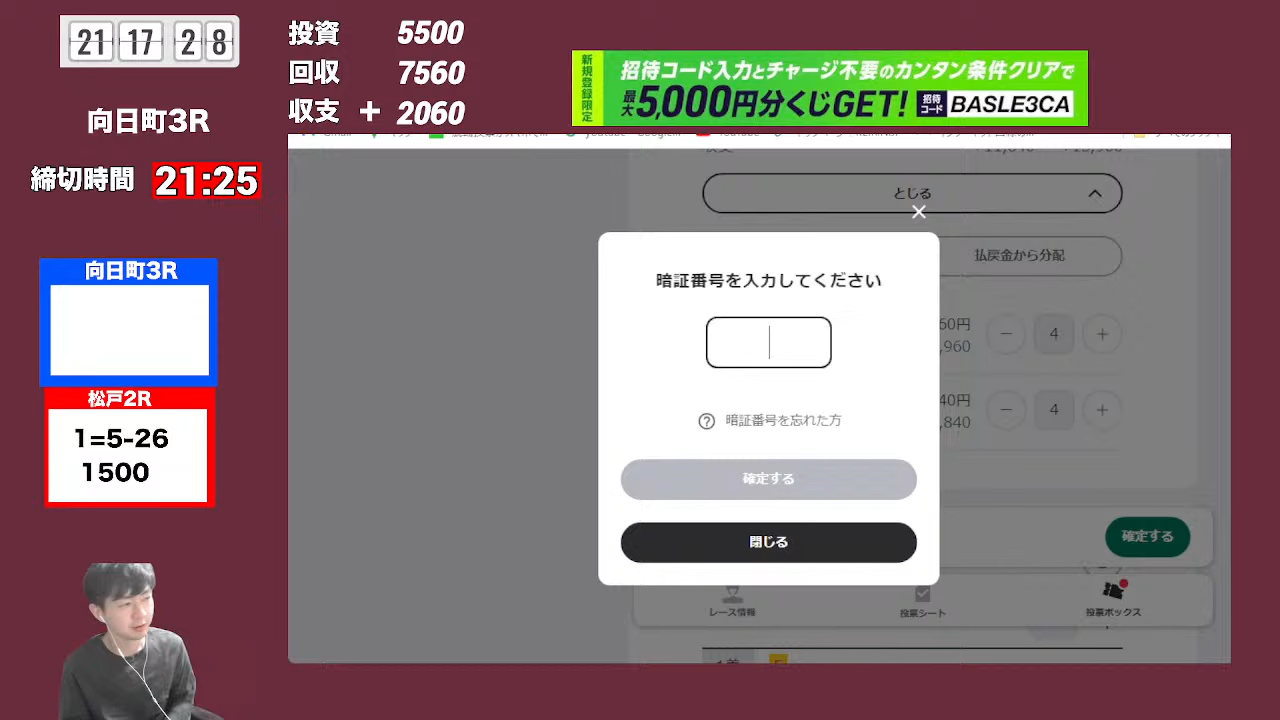 21 17 28
投資 5500
回収 7560
収支 + 2060
向日町3R
締切時間 21:25
新規登録限定
招待コード入力とチャージ不要のカンタン条件クリアで
最大5,000円分くじGET! 招待コード BASLE3CA
とじる
払戻金から分配
暗証番号を入力してください
50円
4
,960
40円
4
,840
暗証番号を忘れた方
確定する
閉じる
確定する
レース情報
投票シート
投票ボックス
向日町3R
松戸2R
1=5-26
1500